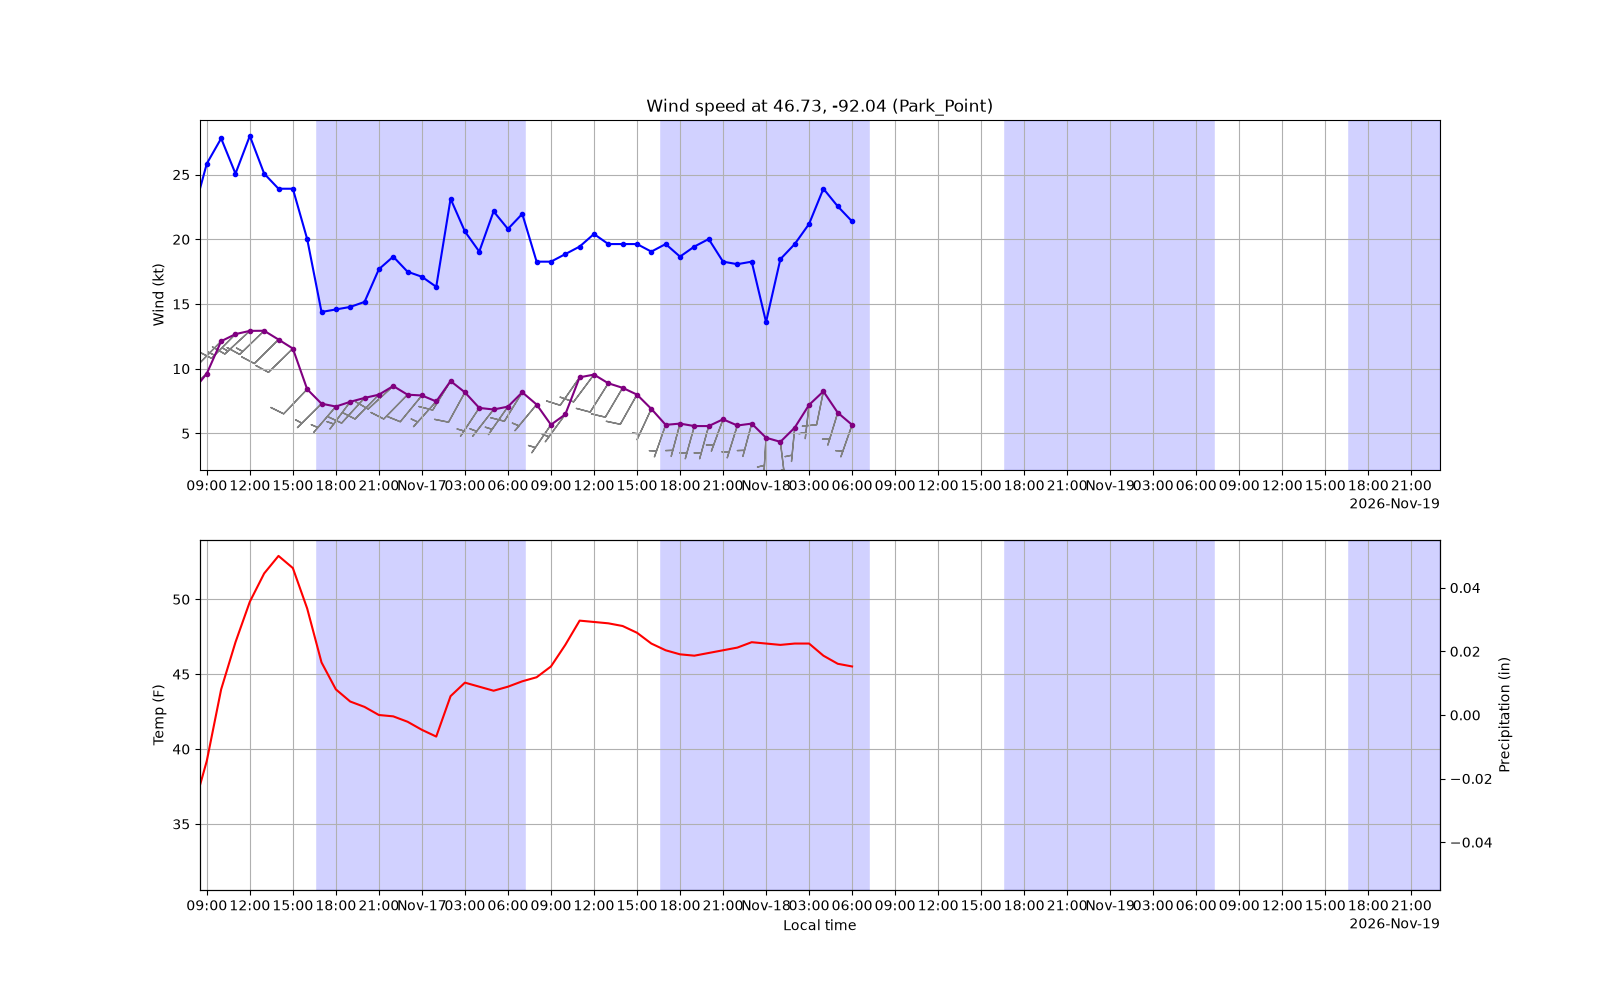 Wind speed at 46.73, -92.04 (Park_Point)
Wind (kt)
25
20
15
10
5
09:00 12:00 15:00 18:00 21:00 Nov-17 03:00 06:00 09:00 12:00 15:00 18:00 21:00 Nov-18 03:00 06:00 09:00 12:00 15:00 18:00 21:00 Nov-19 03:00 06:00 09:00 12:00 15:00 18:00 21:00
2026-Nov-19
Temp (F)
50
45
40
35
0.04
0.02
0.00
−0.02
−0.04
Precipitation (in)
09:00 12:00 15:00 18:00 21:00 Nov-17 03:00 06:00 09:00 12:00 15:00 18:00 21:00 Nov-18 03:00 06:00 09:00 12:00 15:00 18:00 21:00 Nov-19 03:00 06:00 09:00 12:00 15:00 18:00 21:00
2026-Nov-19
Local time